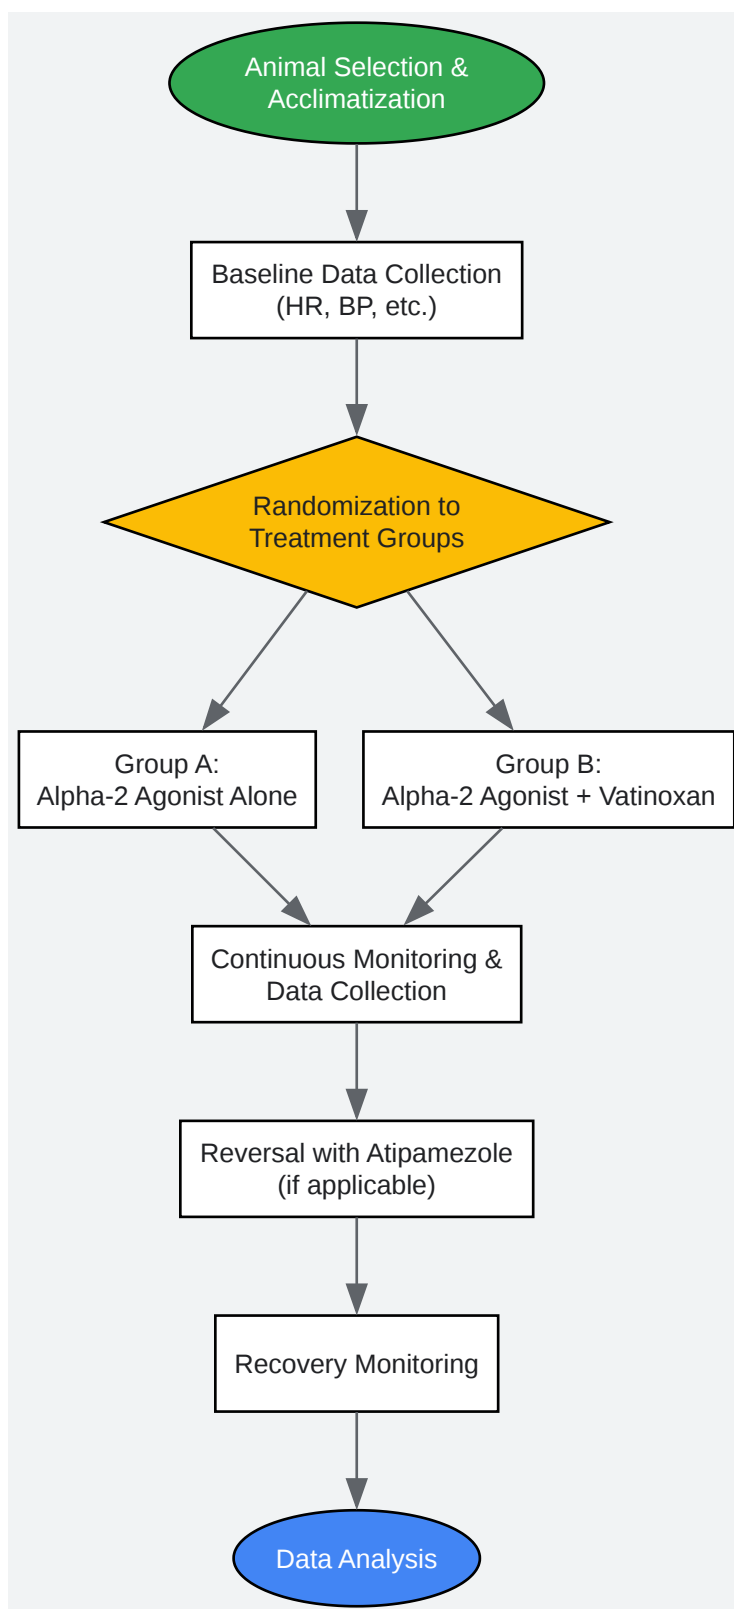 Animal Selection &
Acclimatization
Baseline Data Collection
(HR, BP, etc.)
Randomization to
Treatment Groups
Group A:
Alpha-2 Agonist Alone
Group B:
Alpha-2 Agonist + Vatinoxan
Continuous Monitoring &
Data Collection
Reversal with Atipamezole
(if applicable)
Recovery Monitoring
Data Analysis